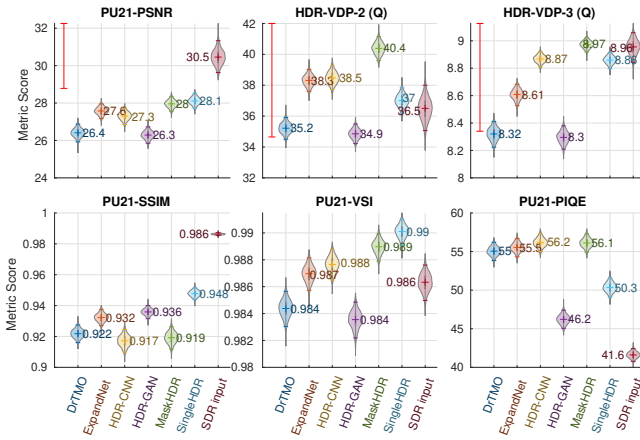 PU21-PSNR
HDR-VDP-2 (Q)
HDR-VDP-3 (Q)
Metric Score
32
30
28
26
24
26.4
27.6
27.3
26.3
28
28.1
30.5
42
40
38
36
34
32
35.2
38.3
38.5
34.9
40.4
37
36.5
9
8.8
8.6
8.4
8.2
8
8.32
8.61
8.87
8.3
8.97
8.86
8.96
PU21-SSIM
PU21-VSI
PU21-PIQE
Metric Score
1
0.98
0.96
0.94
0.92
0.9
0.922
0.932
0.917
0.936
0.919
0.948
0.986
0.99
0.988
0.986
0.984
0.982
0.98
0.984
0.987
0.988
0.984
0.989
0.99
0.986
60
55
50
45
40
55
55.5
56.2
46.2
56.1
50.3
41.6
DrTMO
ExpandNet
HDR-CNN
HDR-GAN
MaskHDR
SingleHDR
SDR input
DrTMO
ExpandNet
HDR-CNN
HDR-GAN
MaskHDR
SingleHDR
SDR input
DrTMO
ExpandNet
HDR-CNN
HDR-GAN
MaskHDR
SingleHDR
SDR input